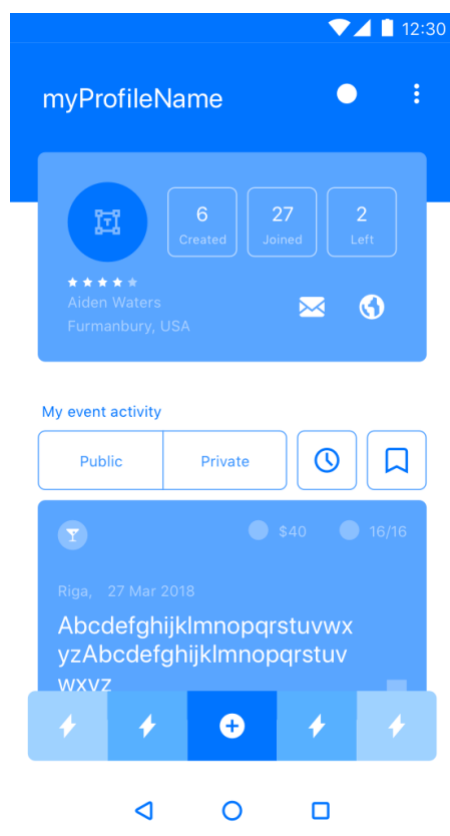 12:30
myProfileName
6
Created
27
Joined
2
Left
Aiden Waters
Furmanbury, USA
My event activity
Public
Private
$40
16/16
Riga, 27 Mar 2018
Abcdefghijklmnopqrstuvwx
yzAbcdefghijklmnopqrstuv
wxyz